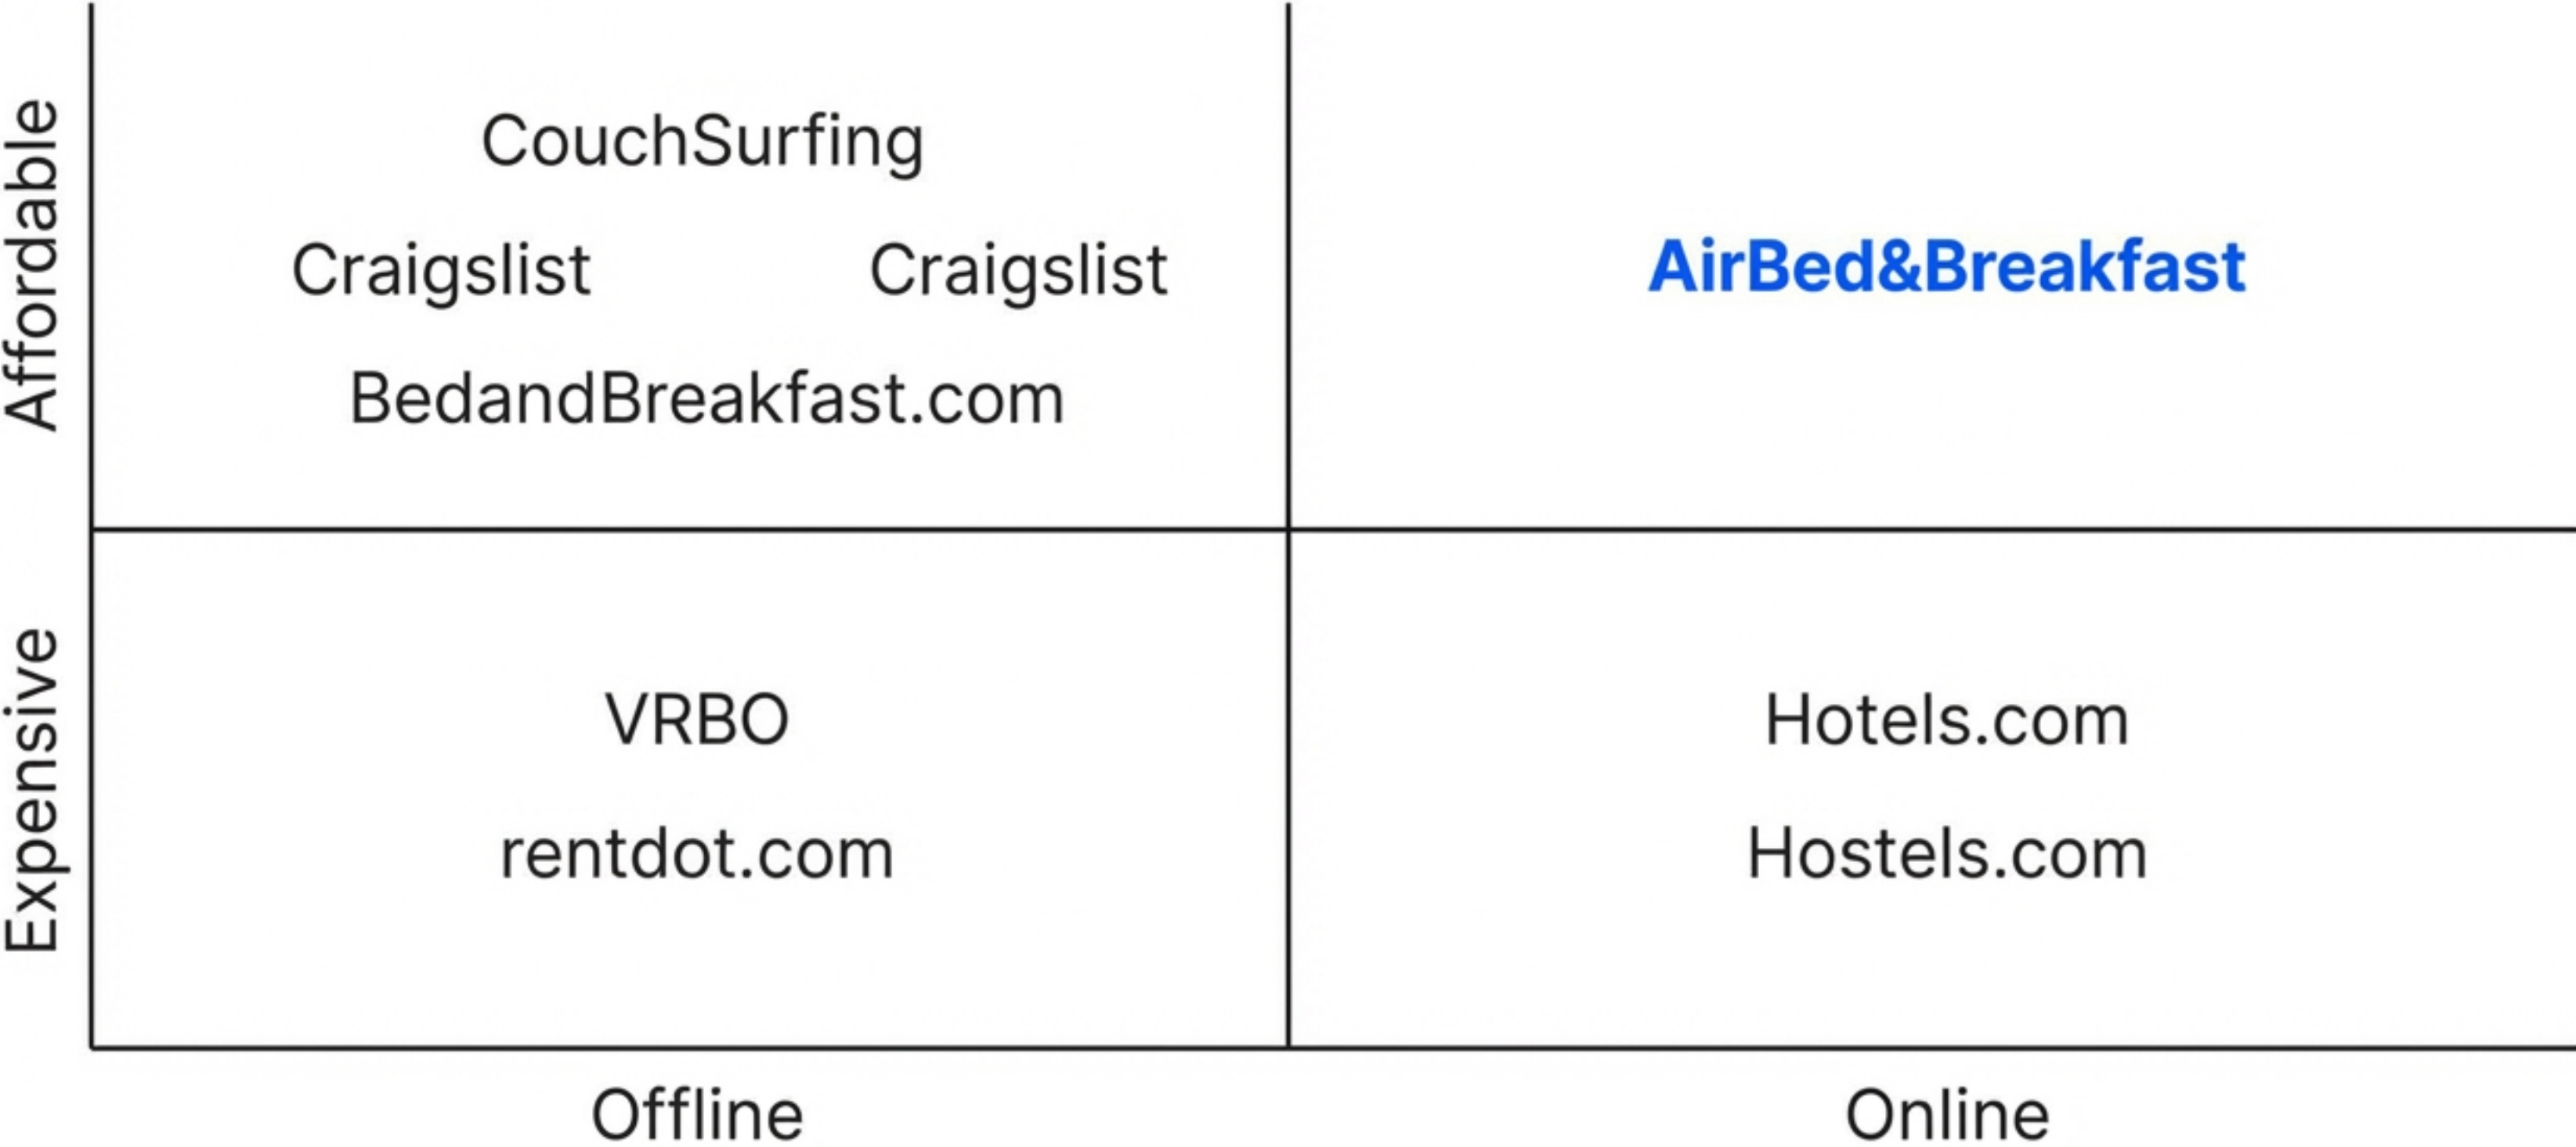 Affordable
CouchSurfing
Craigslist Craigslist
BedandBreakfast.com
AirBed&Breakfast
Expensive
VRBO
rentdot.com
Hotels.com
Hostels.com
Offline
Online